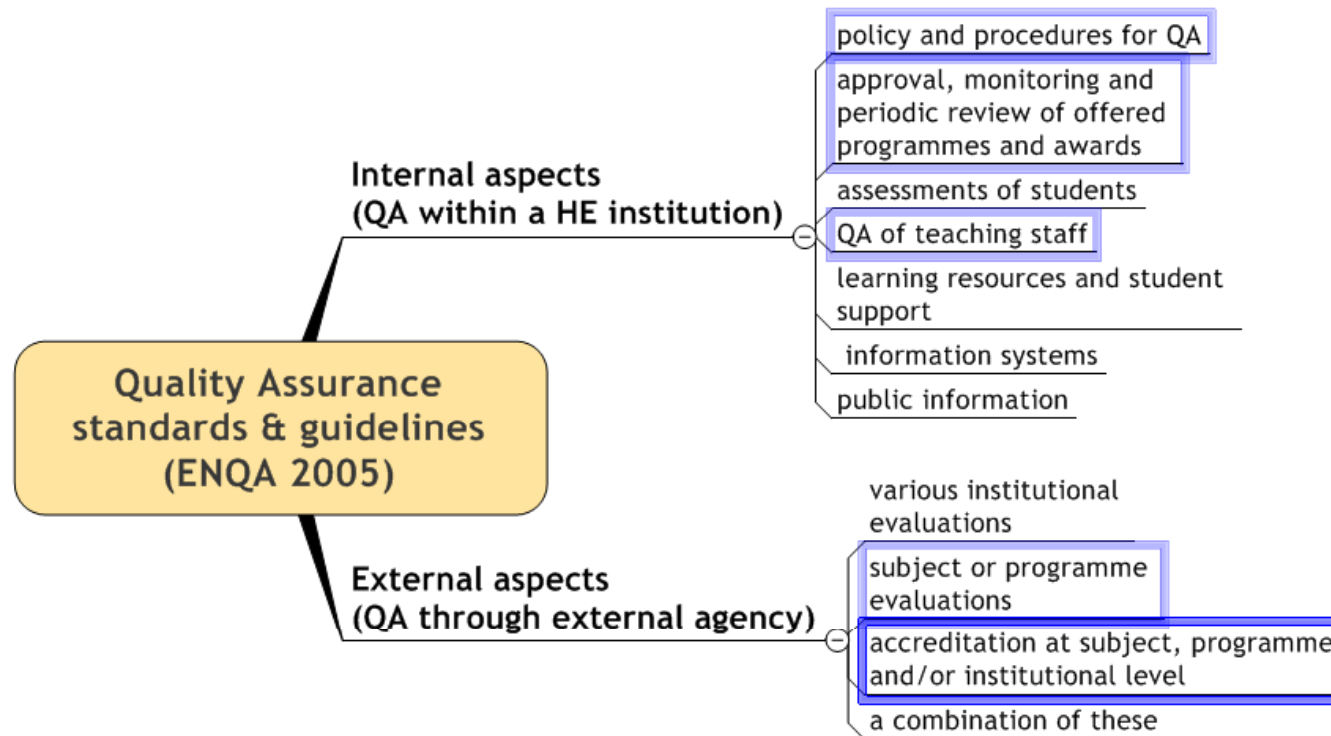 Quality Assurance
standards & guidelines
(ENQA 2005)
Internal aspects
(QA within a HE institution)
policy and procedures for QA
approval, monitoring and
periodic review of offered
programmes and awards
assessments of students
QA of teaching staff
learning resources and student
support
information systems
public information
External aspects
(QA through external agency)
various institutional
evaluations
subject or programme
evaluations
accreditation at subject, programme
and/or institutional level
a combination of these